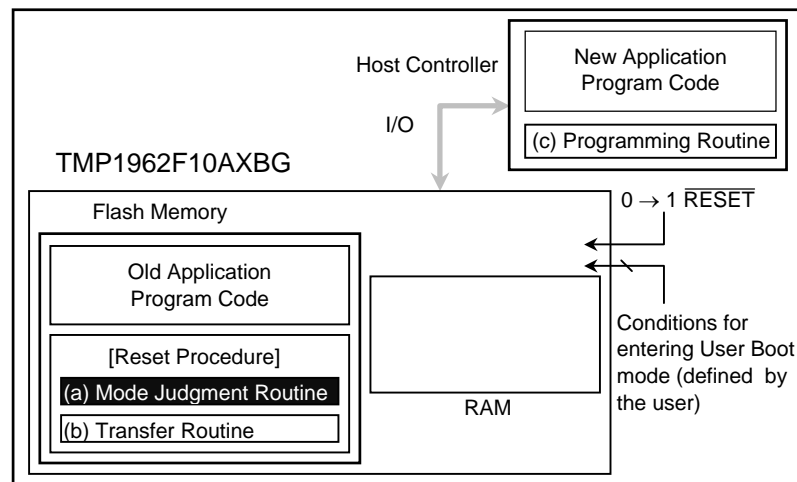 Host Controller
New Application
Program Code
I/O
(c) Programming Routine
TMP1962F10AXBG
0 → 1 RESET
Flash Memory
Old Application
Program Code
[Reset Procedure]
(a) Mode Judgment Routine
(b) Transfer Routine
RAM
Conditions for
entering User Boot
mode (defined by
the user)